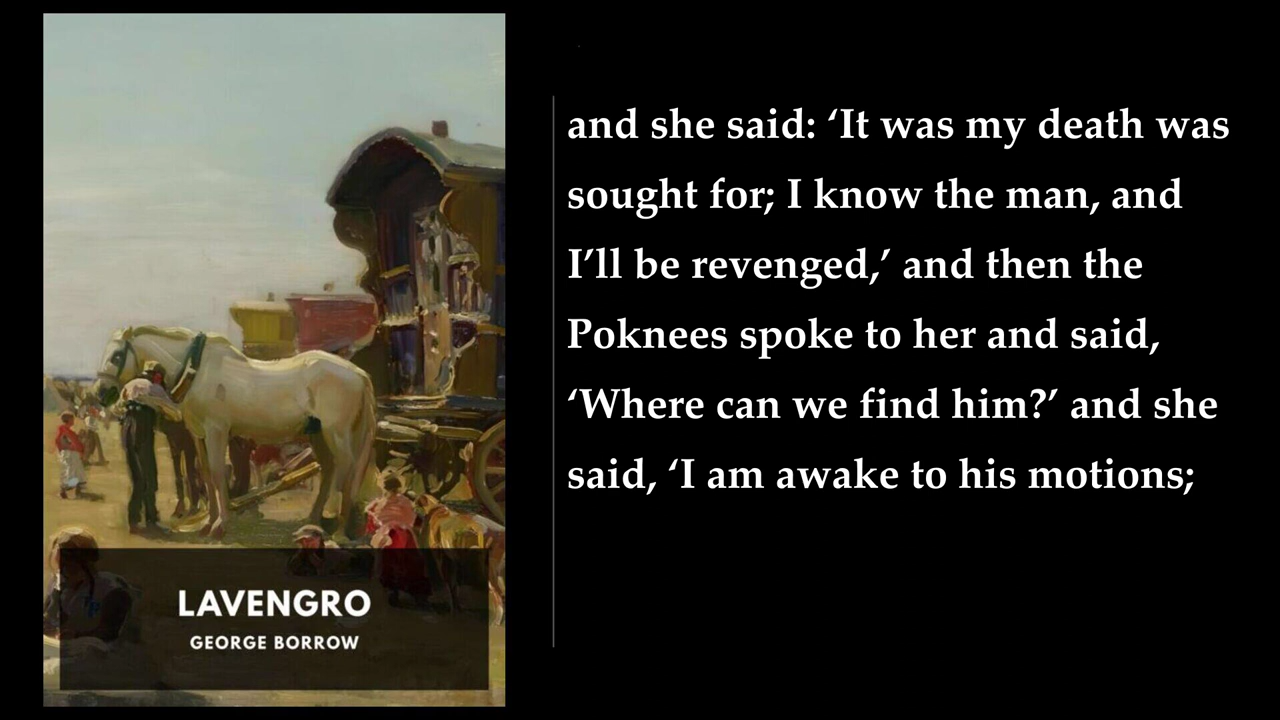 and she said: ‘It was my death was
sought for; I know the man, and
I’ll be revenged,’ and then the
Poknees spoke to her and said,
‘Where can we find him?’ and she
said, ‘I am awake to his motions;
LAVENGRO
GEORGE BORROW